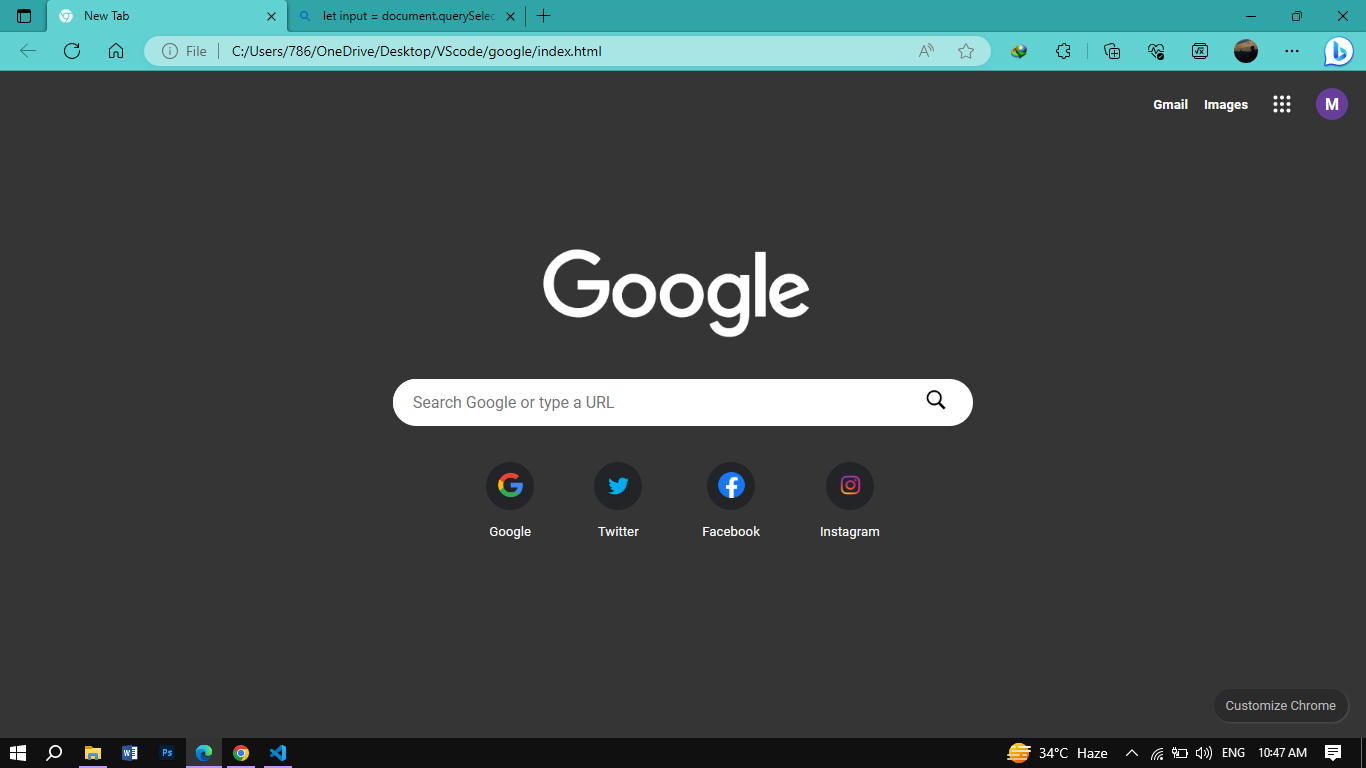 New Tab
let input = document.querySelec
File
C:/Users/786/OneDrive/Desktop/VScode/google/index.html
Gmail Images M
Google
Search Google or type a URL
Google Twitter Facebook Instagram
Customize Chrome
34°C Haze
ENG
10:47 AM